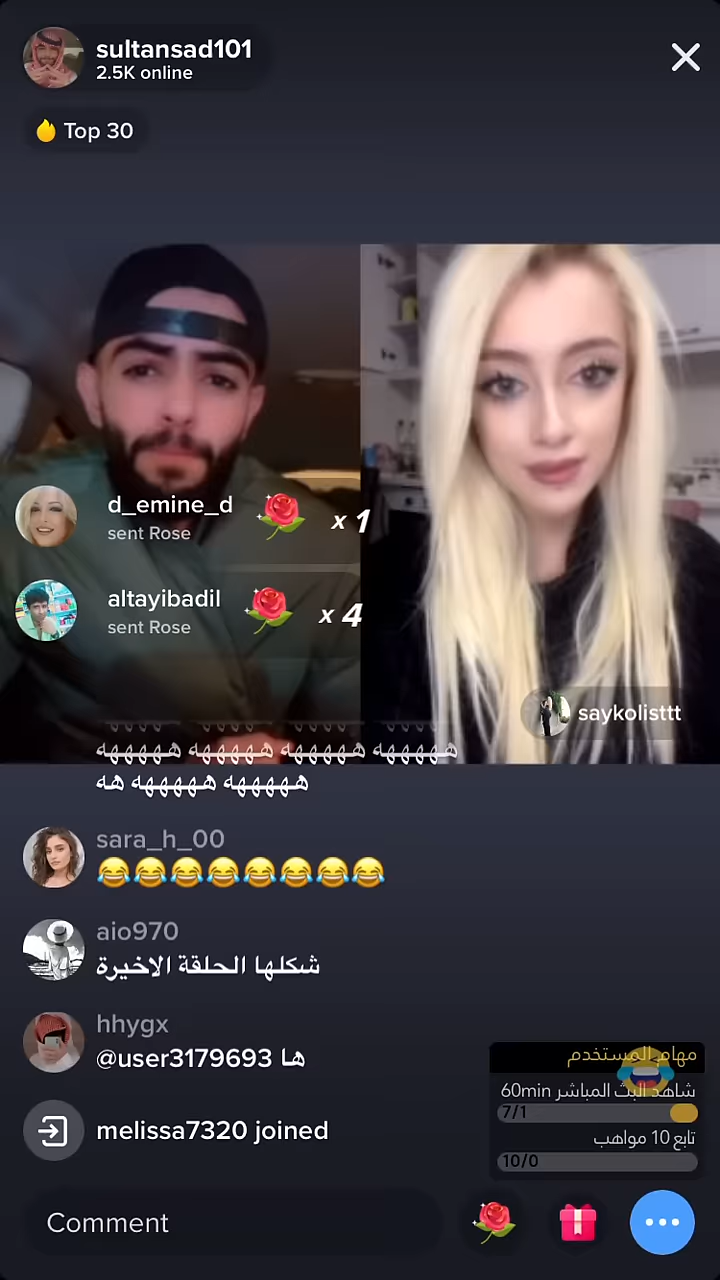 sultansad101
2.5K online
Top 30
d_emine_d
sent Rose
x 1
altayibadil
sent Rose
x 4
saykolisttt
هههههه هههههه هههههه هههههه
هههههه هههههه هه
sara_h_00
😂😂😂😂😂😂😂😂
aio970
شكلها الحلقة الاخيرة
hhygx
@user3179693 ها
melissa7320 joined
مهام المستخدم
شاهد البث المباشر 60min
7/1
تابع 10 مواهب
10/0
Comment